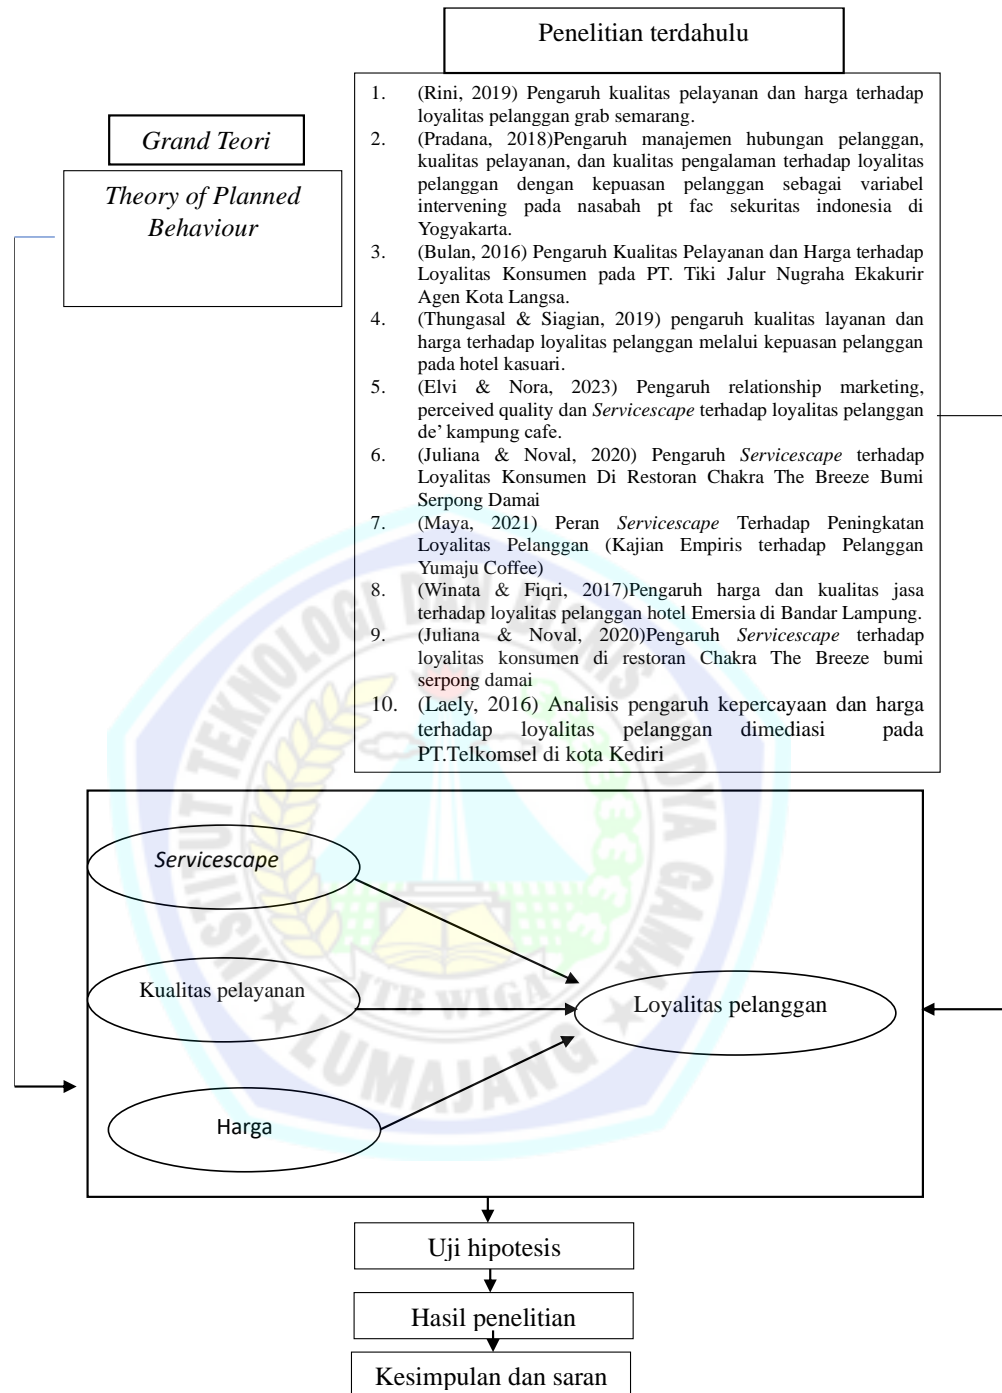 Penelitian terdahulu
Grand Teori
Theory of Planned
Behaviour
1. (Rini, 2019) Pengaruh kualitas pelayanan dan harga terhadap
loyalitas pelanggan grab semarang.
2. (Pradana, 2018)Pengaruh manajemen hubungan pelanggan,
kualitas pelayanan, dan kualitas pengalaman terhadap loyalitas
pelanggan dengan kepuasan pelanggan sebagai variabel
intervening pada nasabah pt fac sekuritas indonesia di
Yogyakarta.
3. (Bulan, 2016) Pengaruh Kualitas Pelayanan dan Harga terhadap
Loyalitas Konsumen pada PT. Tiki Jalur Nugraha Ekakurir
Agen Kota Langsa.
4. (Thungasal & Siagian, 2019) pengaruh kualitas layanan dan
harga terhadap loyalitas pelanggan melalui kepuasan pelanggan
pada hotel kasuari.
5. (Elvi & Nora, 2023) Pengaruh relationship marketing,
perceived quality dan Servicescape terhadap loyalitas pelanggan
de' kampung cafe.
6. (Juliana & Noval, 2020) Pengaruh Servicescape terhadap
Loyalitas Konsumen Di Restoran Chakra The Breeze Bumi
Serpong Damai
7. (Maya, 2021) Peran Servicescape Terhadap Peningkatan
Loyalitas Pelanggan (Kajian Empiris terhadap Pelanggan
Yumaju Coffee)
8. (Winata & Fiqri, 2017)Pengaruh harga dan kualitas jasa
terhadap loyalitas pelanggan hotel Emersia di Bandar Lampung.
9. (Juliana & Noval, 2020)Pengaruh Servicescape terhadap
loyalitas konsumen di restoran Chakra The Breeze bumi
serpong damai
10. (Laely, 2016) Analisis pengaruh kepercayaan dan harga
terhadap loyalitas pelanggan dimediasi pada
PT.Telkomsel di kota Kediri
Servicescape
Kualitas pelayanan
Harga
Loyalitas pelanggan
Uji hipotesis
Hasil penelitian
Kesimpulan dan saran
INSTITUT TEKNOLOGI DAN BISNIS WIDYA GAMA
ITB WIGA
LUMAJANG